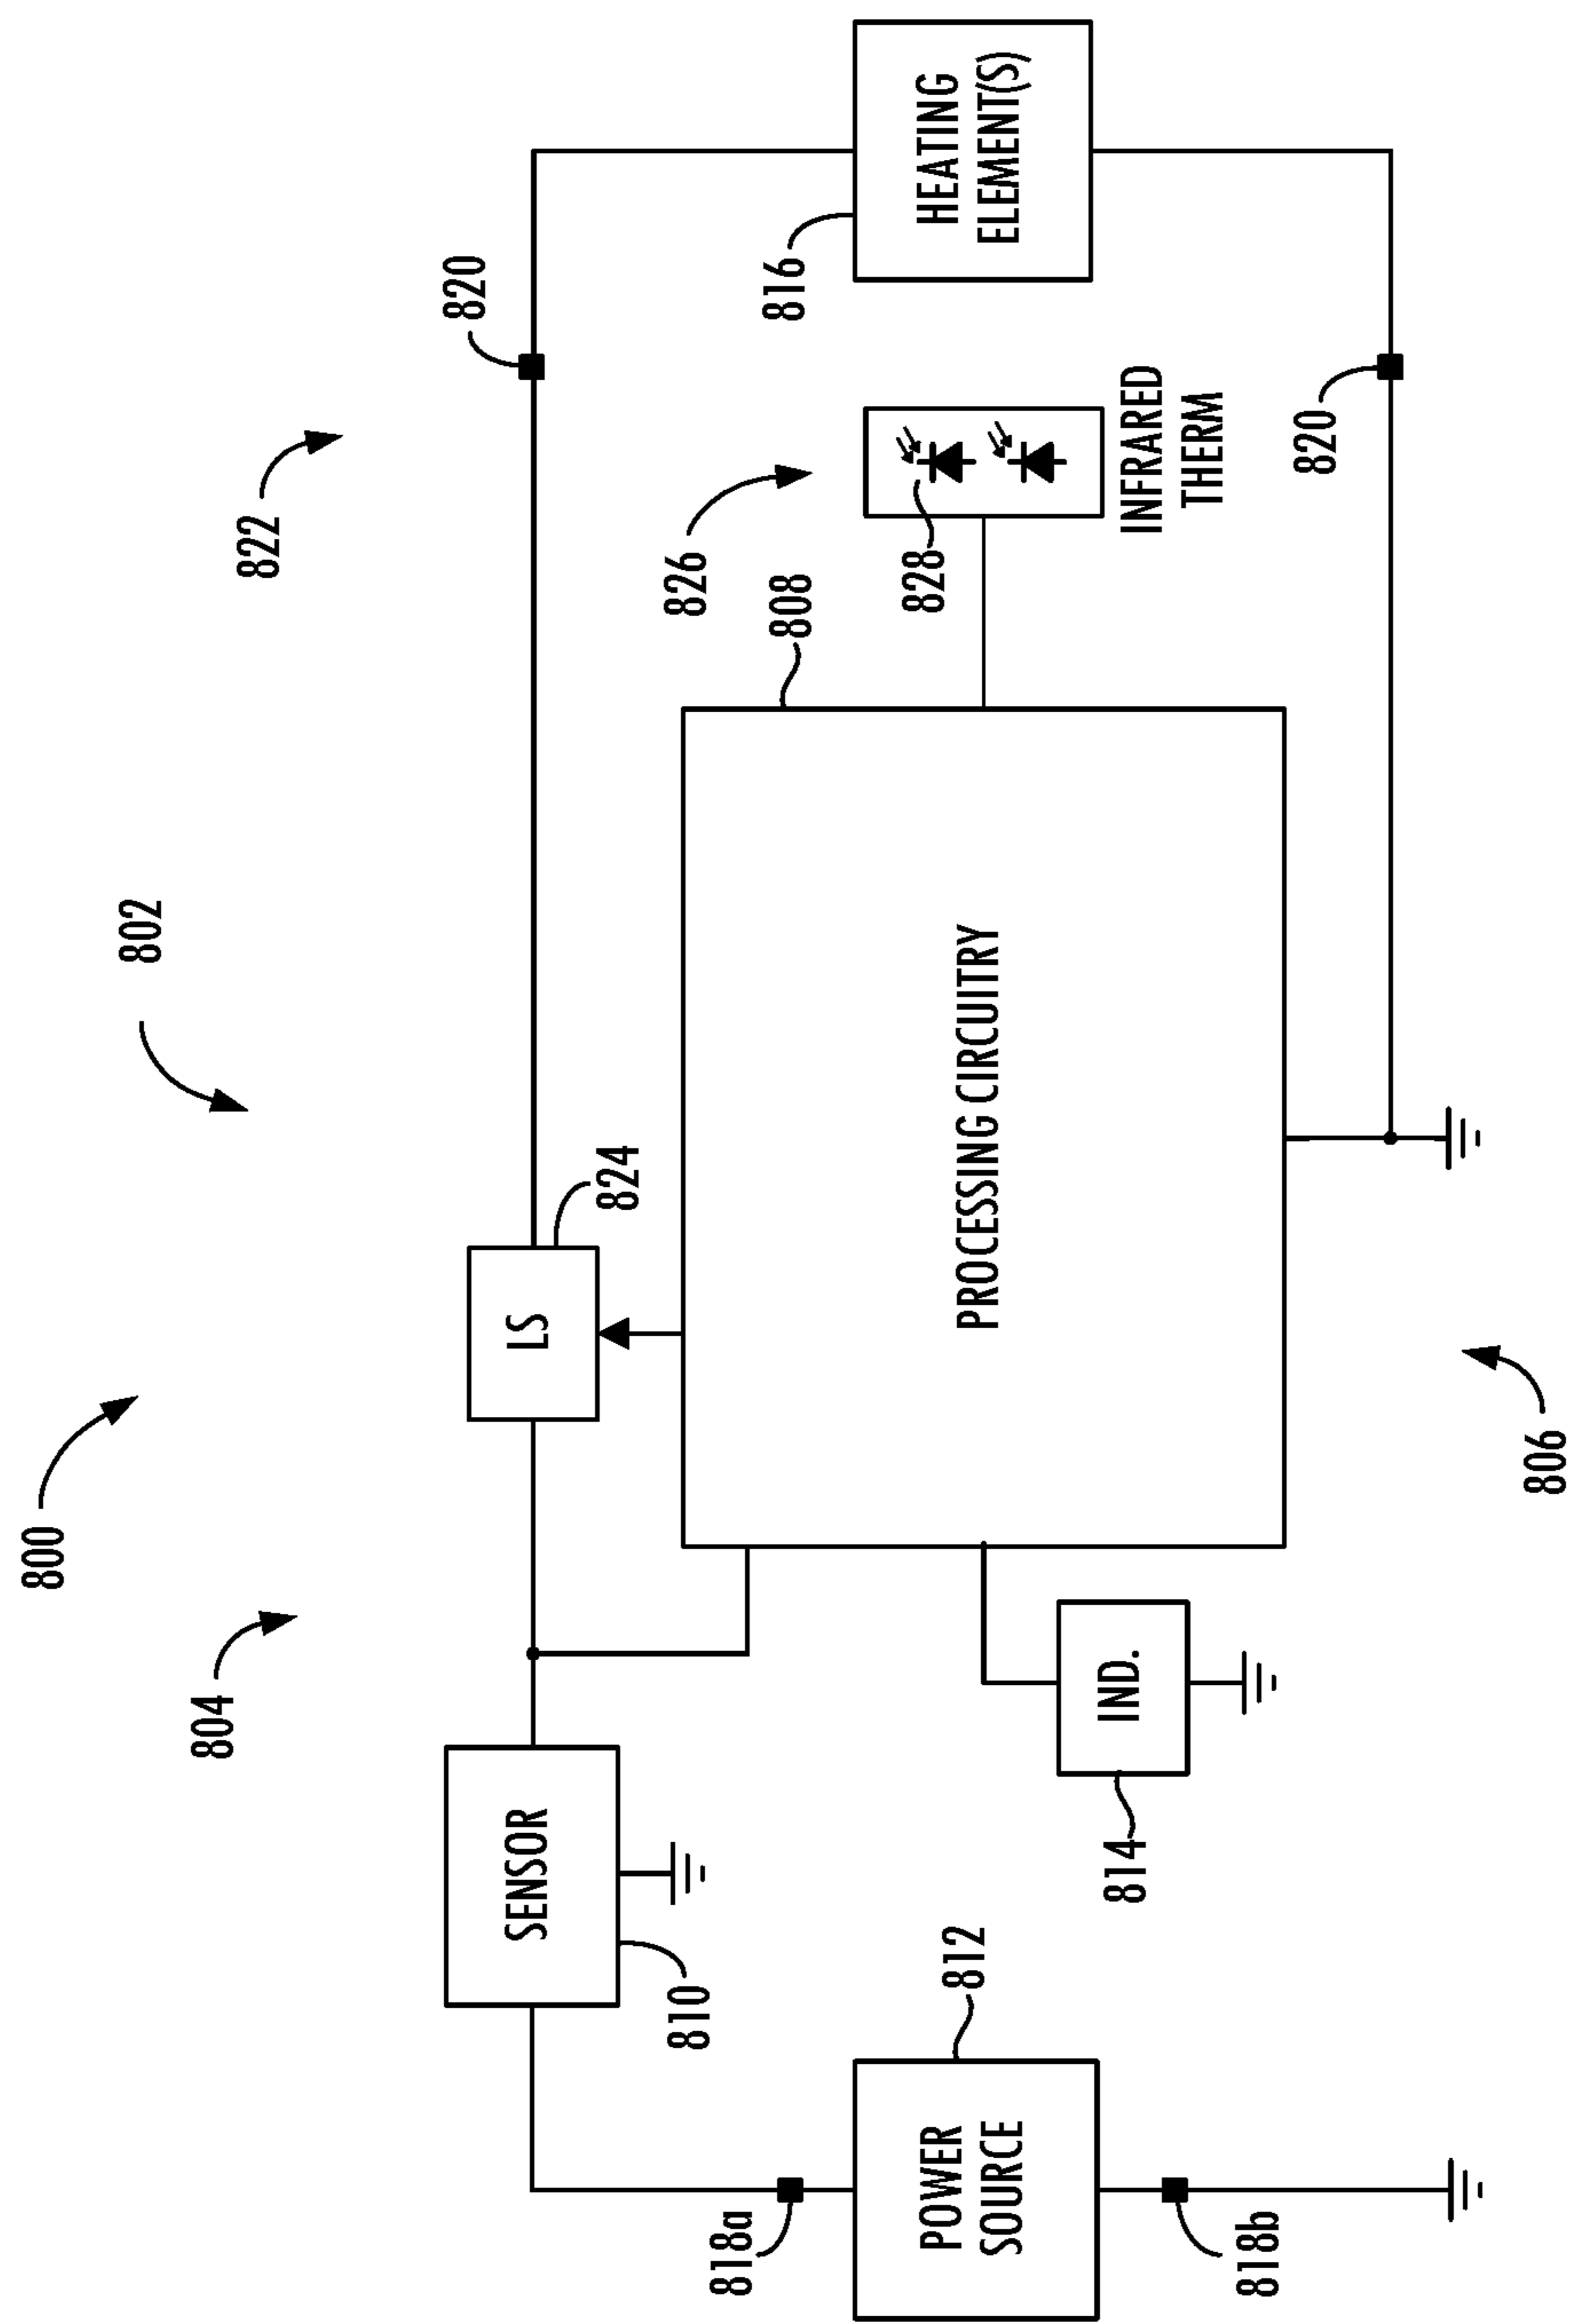 800
802
804
822
820
824
LS
SENSOR
810
826
808
816
HEATING
ELEMENT(S)
828
INFRARED
THERM
PROCESSING CIRCUITRY
818a
812
POWER
SOURCE
818b
IND.
814
820
806